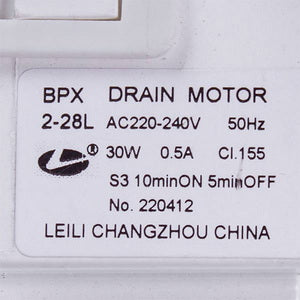 BPX DRAIN MOTOR
2-28L AC220-240V 50Hz
30W 0.5A Cl.155
S3 10minON 5minOFF
No. 220412
LEILI CHANGZHOU CHINA